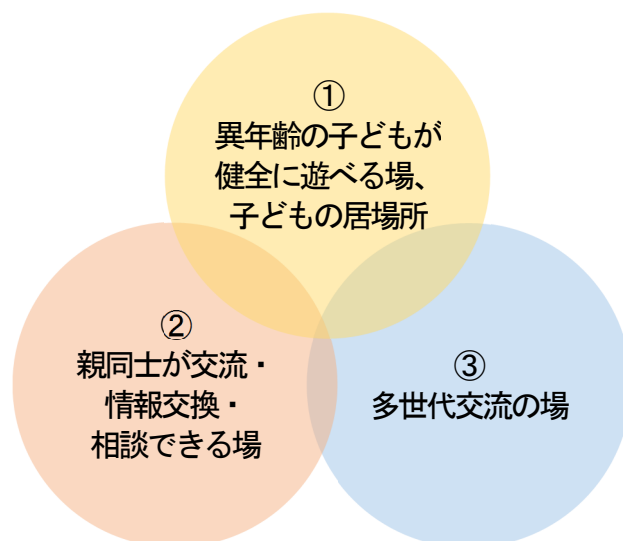 ①
異年齢の子どもが
健全に遊べる場、
子どもの居場所
②
親同士が交流・
情報交換・
相談できる場
③
多世代交流の場